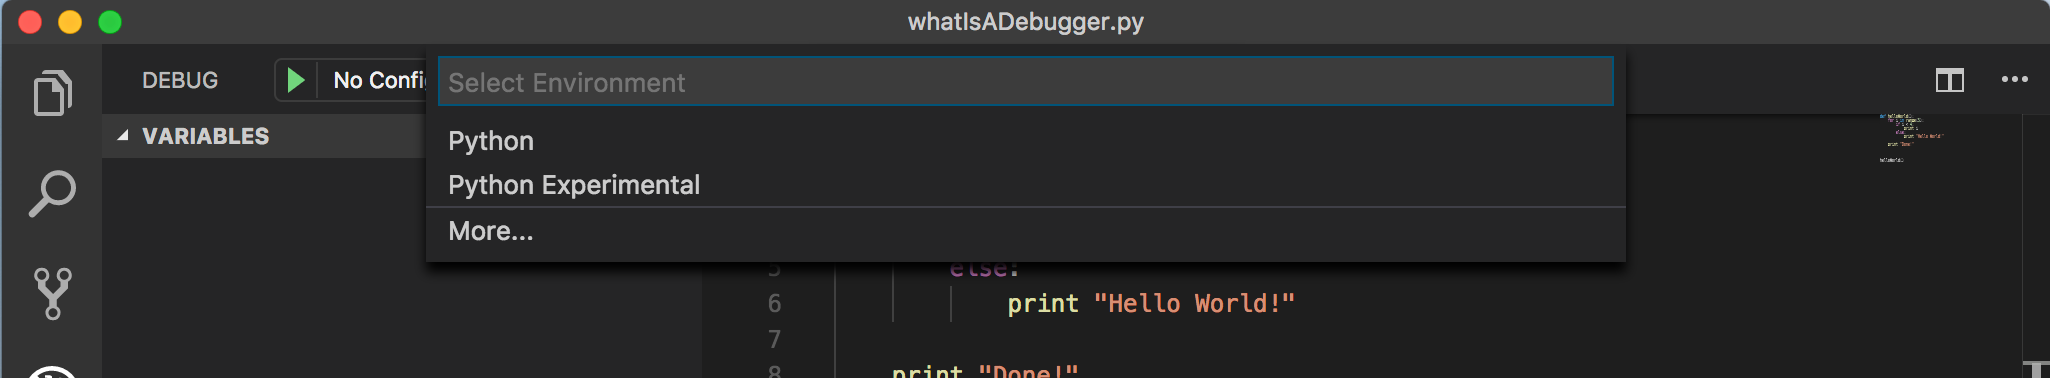 whatIsADebugger.py
DEBUG
No Confi
Select Environment
VARIABLES
Python
Python Experimental
More...
5 else:
6 print "Hello World!"
7
8 print "Done!"